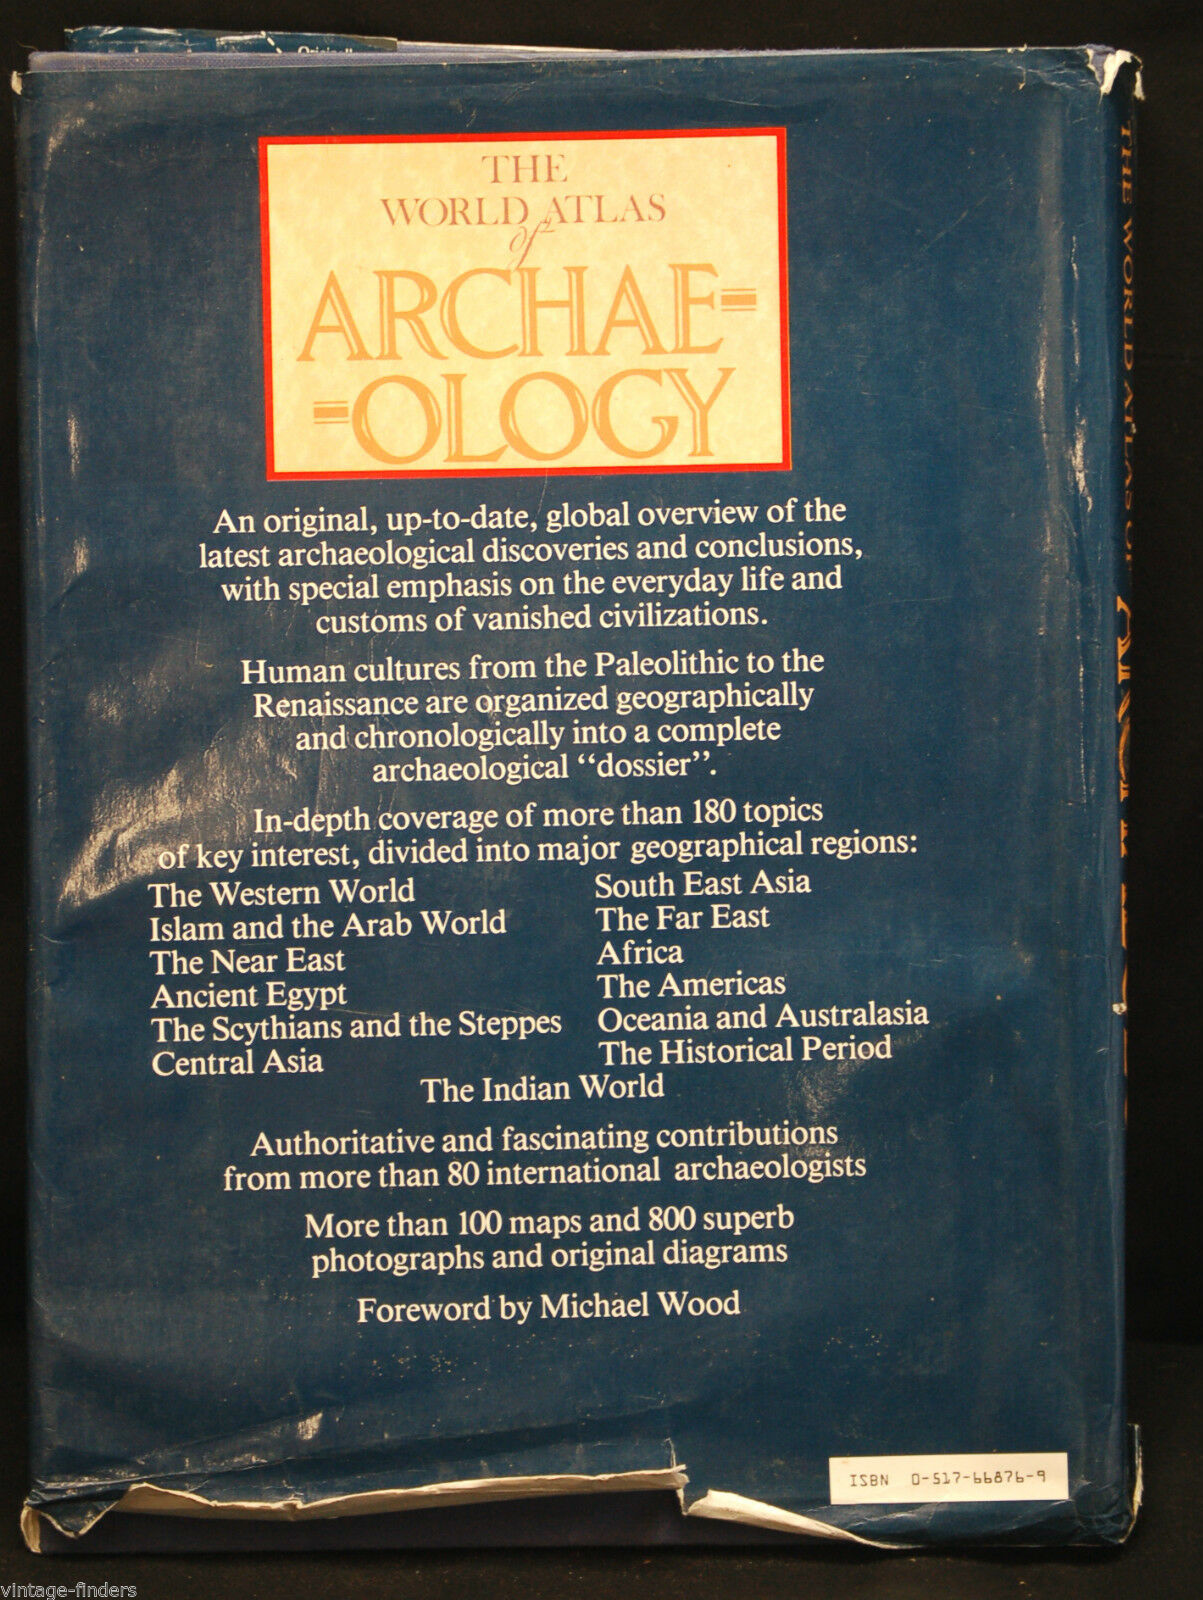 Originally
THE
WORLD ATLAS
of
ARCHAE=
=OLOGY
An original, up-to-date, global overview of the
latest archaeological discoveries and conclusions,
with special emphasis on the everyday life and
customs of vanished civilizations.
Human cultures from the Paleolithic to the
Renaissance are organized geographically
and chronologically into a complete
archaeological “dossier”.
In-depth coverage of more than 180 topics
of key interest, divided into major geographical regions:
The Western World
Islam and the Arab World
The Near East
Ancient Egypt
The Scythians and the Steppes
Central Asia
South East Asia
The Far East
Africa
The Americas
Oceania and Australasia
The Historical Period
The Indian World
Authoritative and fascinating contributions
from more than 80 international archaeologists
More than 100 maps and 800 superb
photographs and original diagrams
Foreword by Michael Wood
ISBN 0-517-66876-9
THE WORLD ATLAS OF
vintage-finders